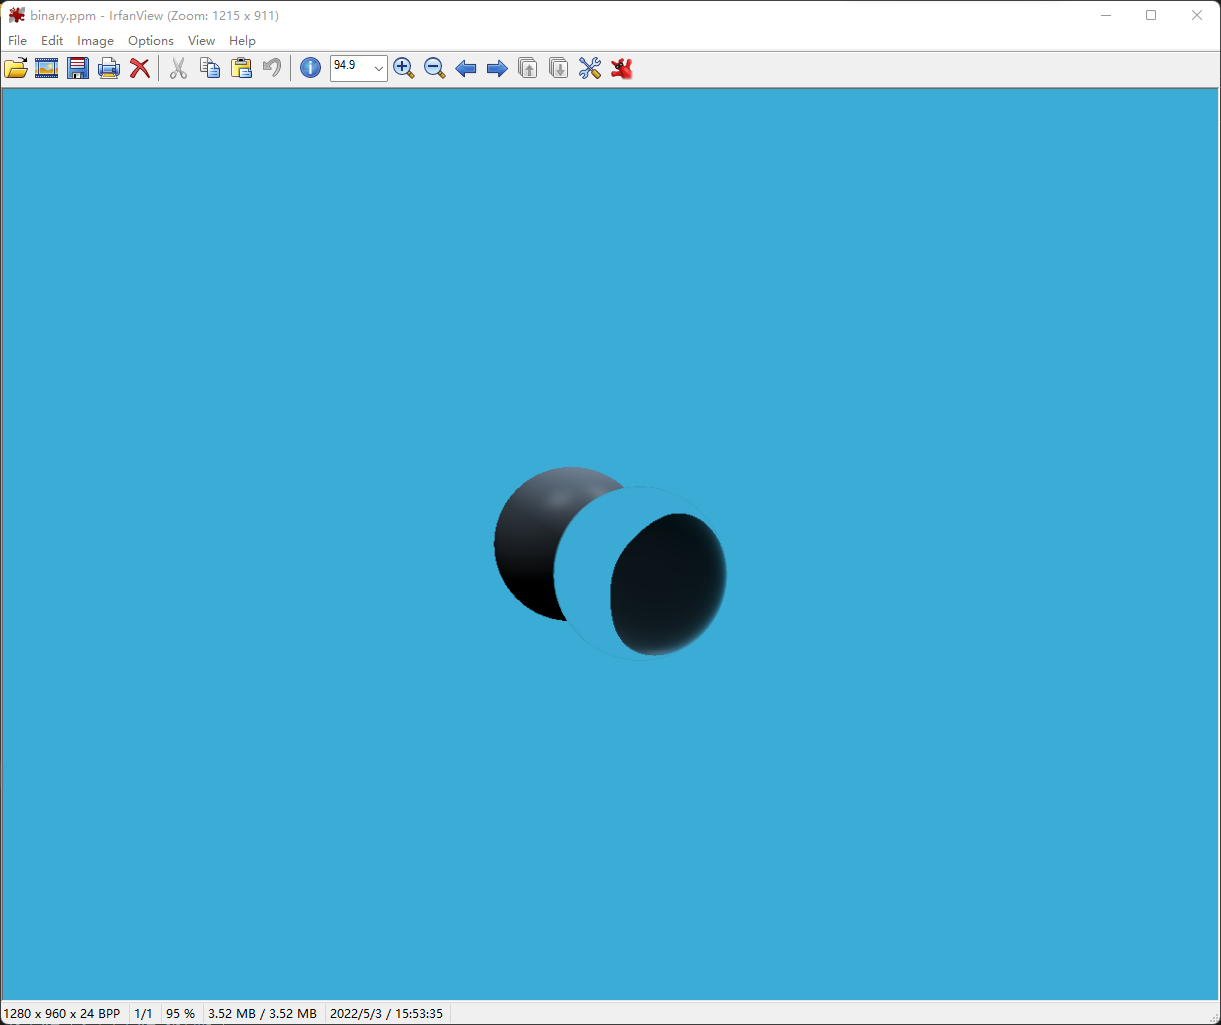 binary.ppm - IrfanView (Zoom: 1215 x 911)
File Edit Image Options View Help
94.9
1280 x 960 x 24 BPP 1/1 95 % 3.52 MB / 3.52 MB 2022/5/3 / 15:53:35